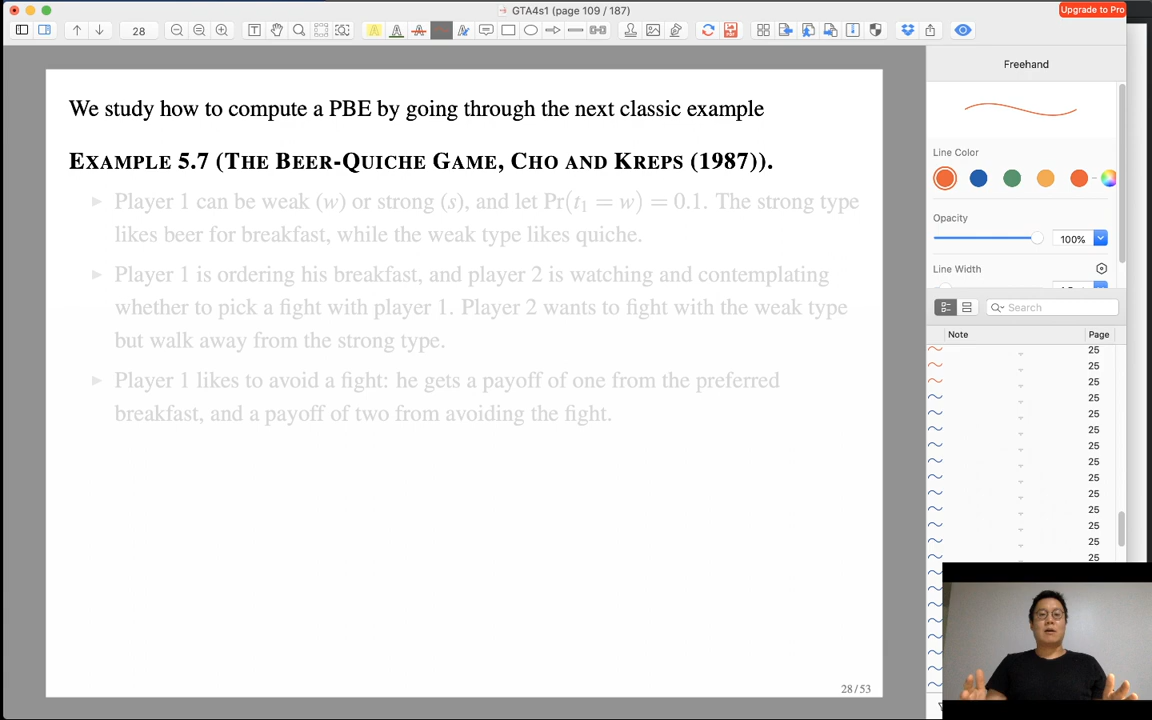 GTA4s1 (page 109 / 187)
Upgrade to Pro
28
Freehand
We study how to compute a PBE by going through the next classic example
EXAMPLE 5.7 (THE BEER-QUICHE GAME, CHO AND KREPS (1987)).
▸ Player 1 can be weak (w) or strong (s), and let Pr(t₁ = w) = 0.1. The strong type
likes beer for breakfast, while the weak type likes quiche.
▸ Player 1 is ordering his breakfast, and player 2 is watching and contemplating
whether to pick a fight with player 1. Player 2 wants to fight with the weak type
but walk away from the strong type.
▸ Player 1 likes to avoid a fight: he gets a payoff of one from the preferred
breakfast, and a payoff of two from avoiding the fight.
28/53
Line Color
Opacity
100%
Line Width
Search
Note Page
25
25
25
25
25
25
25
25
25
25
25
25
25
25